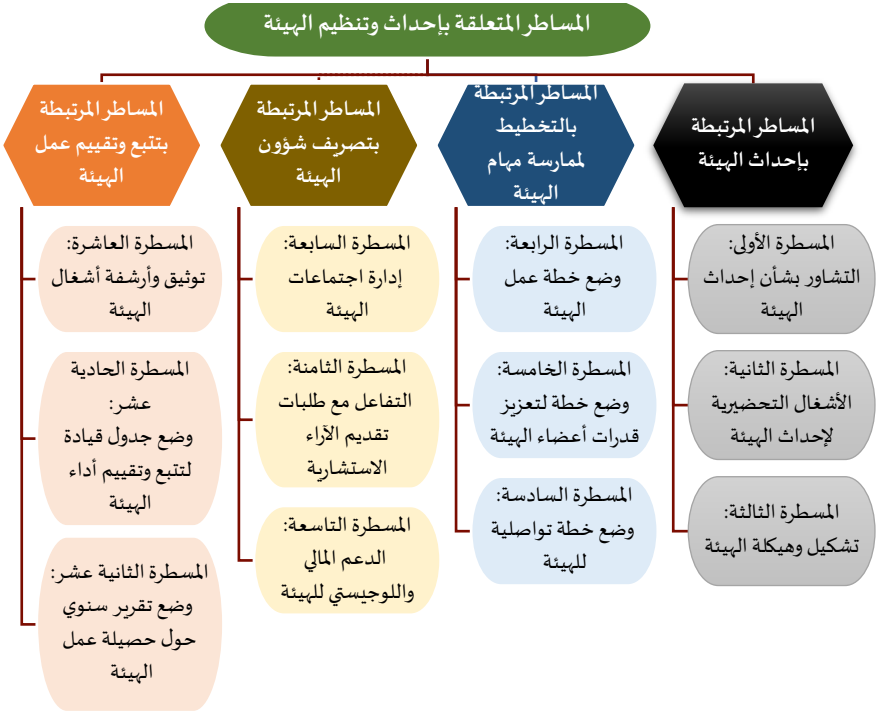 المساطر المتعلقة بإحداث وتنظيم الهيئة
المساطر المرتبطة
بإحداث الهيئة
المسطرة الأولى:
التشاور بشأن إحداث
الهيئة
المسطرة الثانية:
الأشغال التحضيرية
لإحداث الهيئة
المسطرة الثالثة:
تشكيل وهيكلة الهيئة
المساطر المرتبطة
بالتخطيط
لممارسة مهام
الهيئة
المسطرة الرابعة:
وضع خطة عمل
الهيئة
المسطرة الخامسة:
وضع خطة لتعزيز
قدرات أعضاء الهيئة
المسطرة السادسة:
وضع خطة تواصلية
للهيئة
المساطر المرتبطة
بتصريف شؤون
الهيئة
المسطرة السابعة:
إدارة اجتماعات
الهيئة
المسطرة الثامنة:
التفاعل مع طلبات
تقديم الآراء
الاستشارية
المسطرة التاسعة:
الدعم المالي
واللوجيستي للهيئة
المساطر المرتبطة
بتتبع وتقييم عمل
الهيئة
المسطرة العاشرة:
توثيق وأرشفة أشغال
الهيئة
المسطرة الحادية
عشر:
وضع جدول قيادة
لتتبع وتقييم أداء
الهيئة
المسطرة الثانية عشر:
وضع تقرير سنوي
حول حصيلة عمل
الهيئة